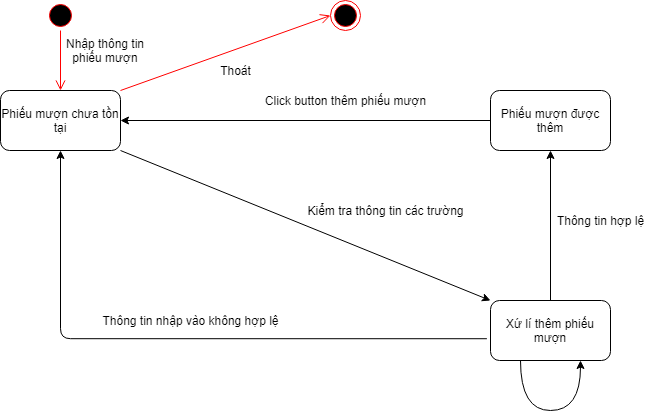 Nhập thông tin
phiếu mượn
Thoát
Click button thêm phiếu mượn
Phiếu mượn chưa tồn
tại
Phiếu mượn được
thêm
Kiểm tra thông tin các trường
Thông tin hợp lệ
Thông tin nhập vào không hợp lệ
Xử lí thêm phiếu
mượn